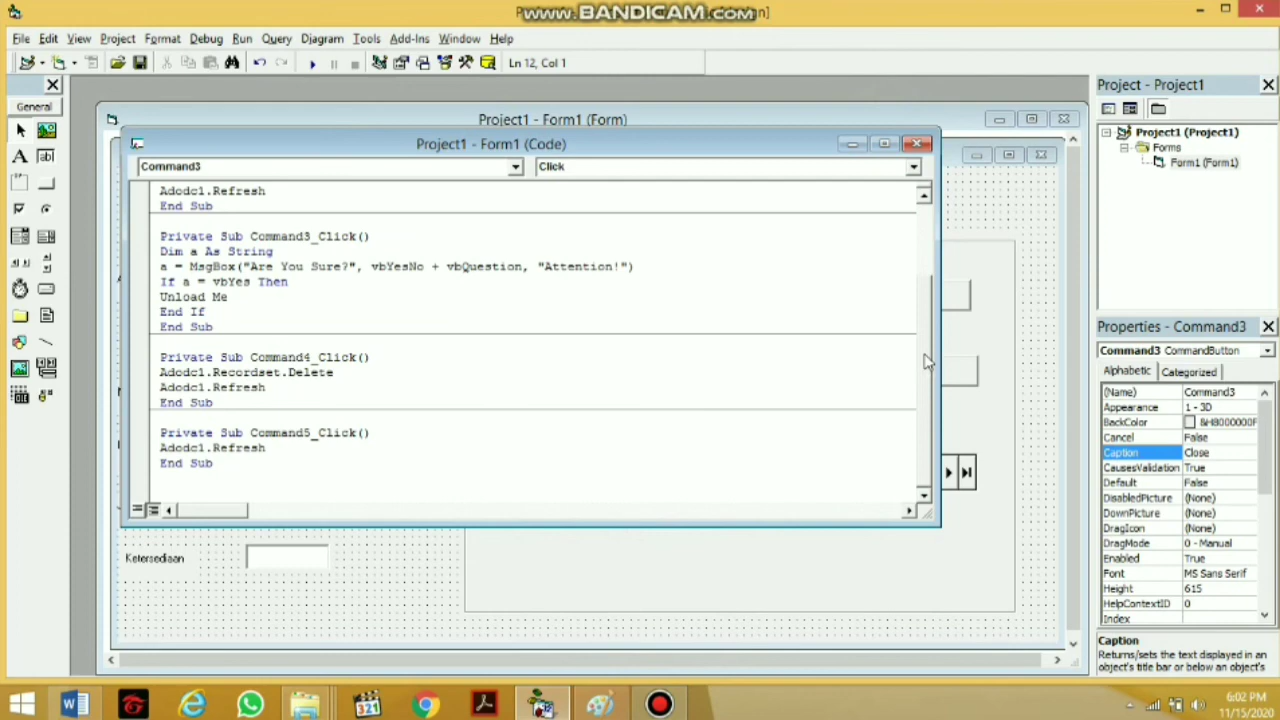 www.BANDICAM.com
File Edit View Project Format Debug Run Query Diagram Tools Add-Ins Window Help
Ln 12, Col 1
General
Project1 - Form1 (Form)
Project1 - Form1 (Code)
Command3 Click
Adodc1.Refresh
End Sub
Private Sub Command3_Click()
Dim a As String
a = MsgBox("Are You Sure?", vbYesNo + vbQuestion, "Attention!")
If a = vbYes Then
Unload Me
End If
End Sub
Private Sub Command4_Click()
Adodc1.Recordset.Delete
Adodc1.Refresh
End Sub
Private Sub Command5_Click()
Adodc1.Refresh
End Sub
Ketersediaan
Project - Project1
Project1 (Project1)
Forms
Form1 (Form1)
Properties - Command3
Command3 CommandButton
Alphabetic Categorized
(Name) Command3
Appearance 1 - 3D
BackColor &H8000000F
Cancel False
Caption Close
CausesValidation True
Default False
DisabledPicture (None)
DownPicture (None)
DragIcon (None)
DragMode 0 - Manual
Enabled True
Font MS Sans Serif
Height 615
HelpContextID 0
Index
Caption
Returns/sets the text displayed in an
object's title bar or below an object's
321
6:02 PM
11/15/2020